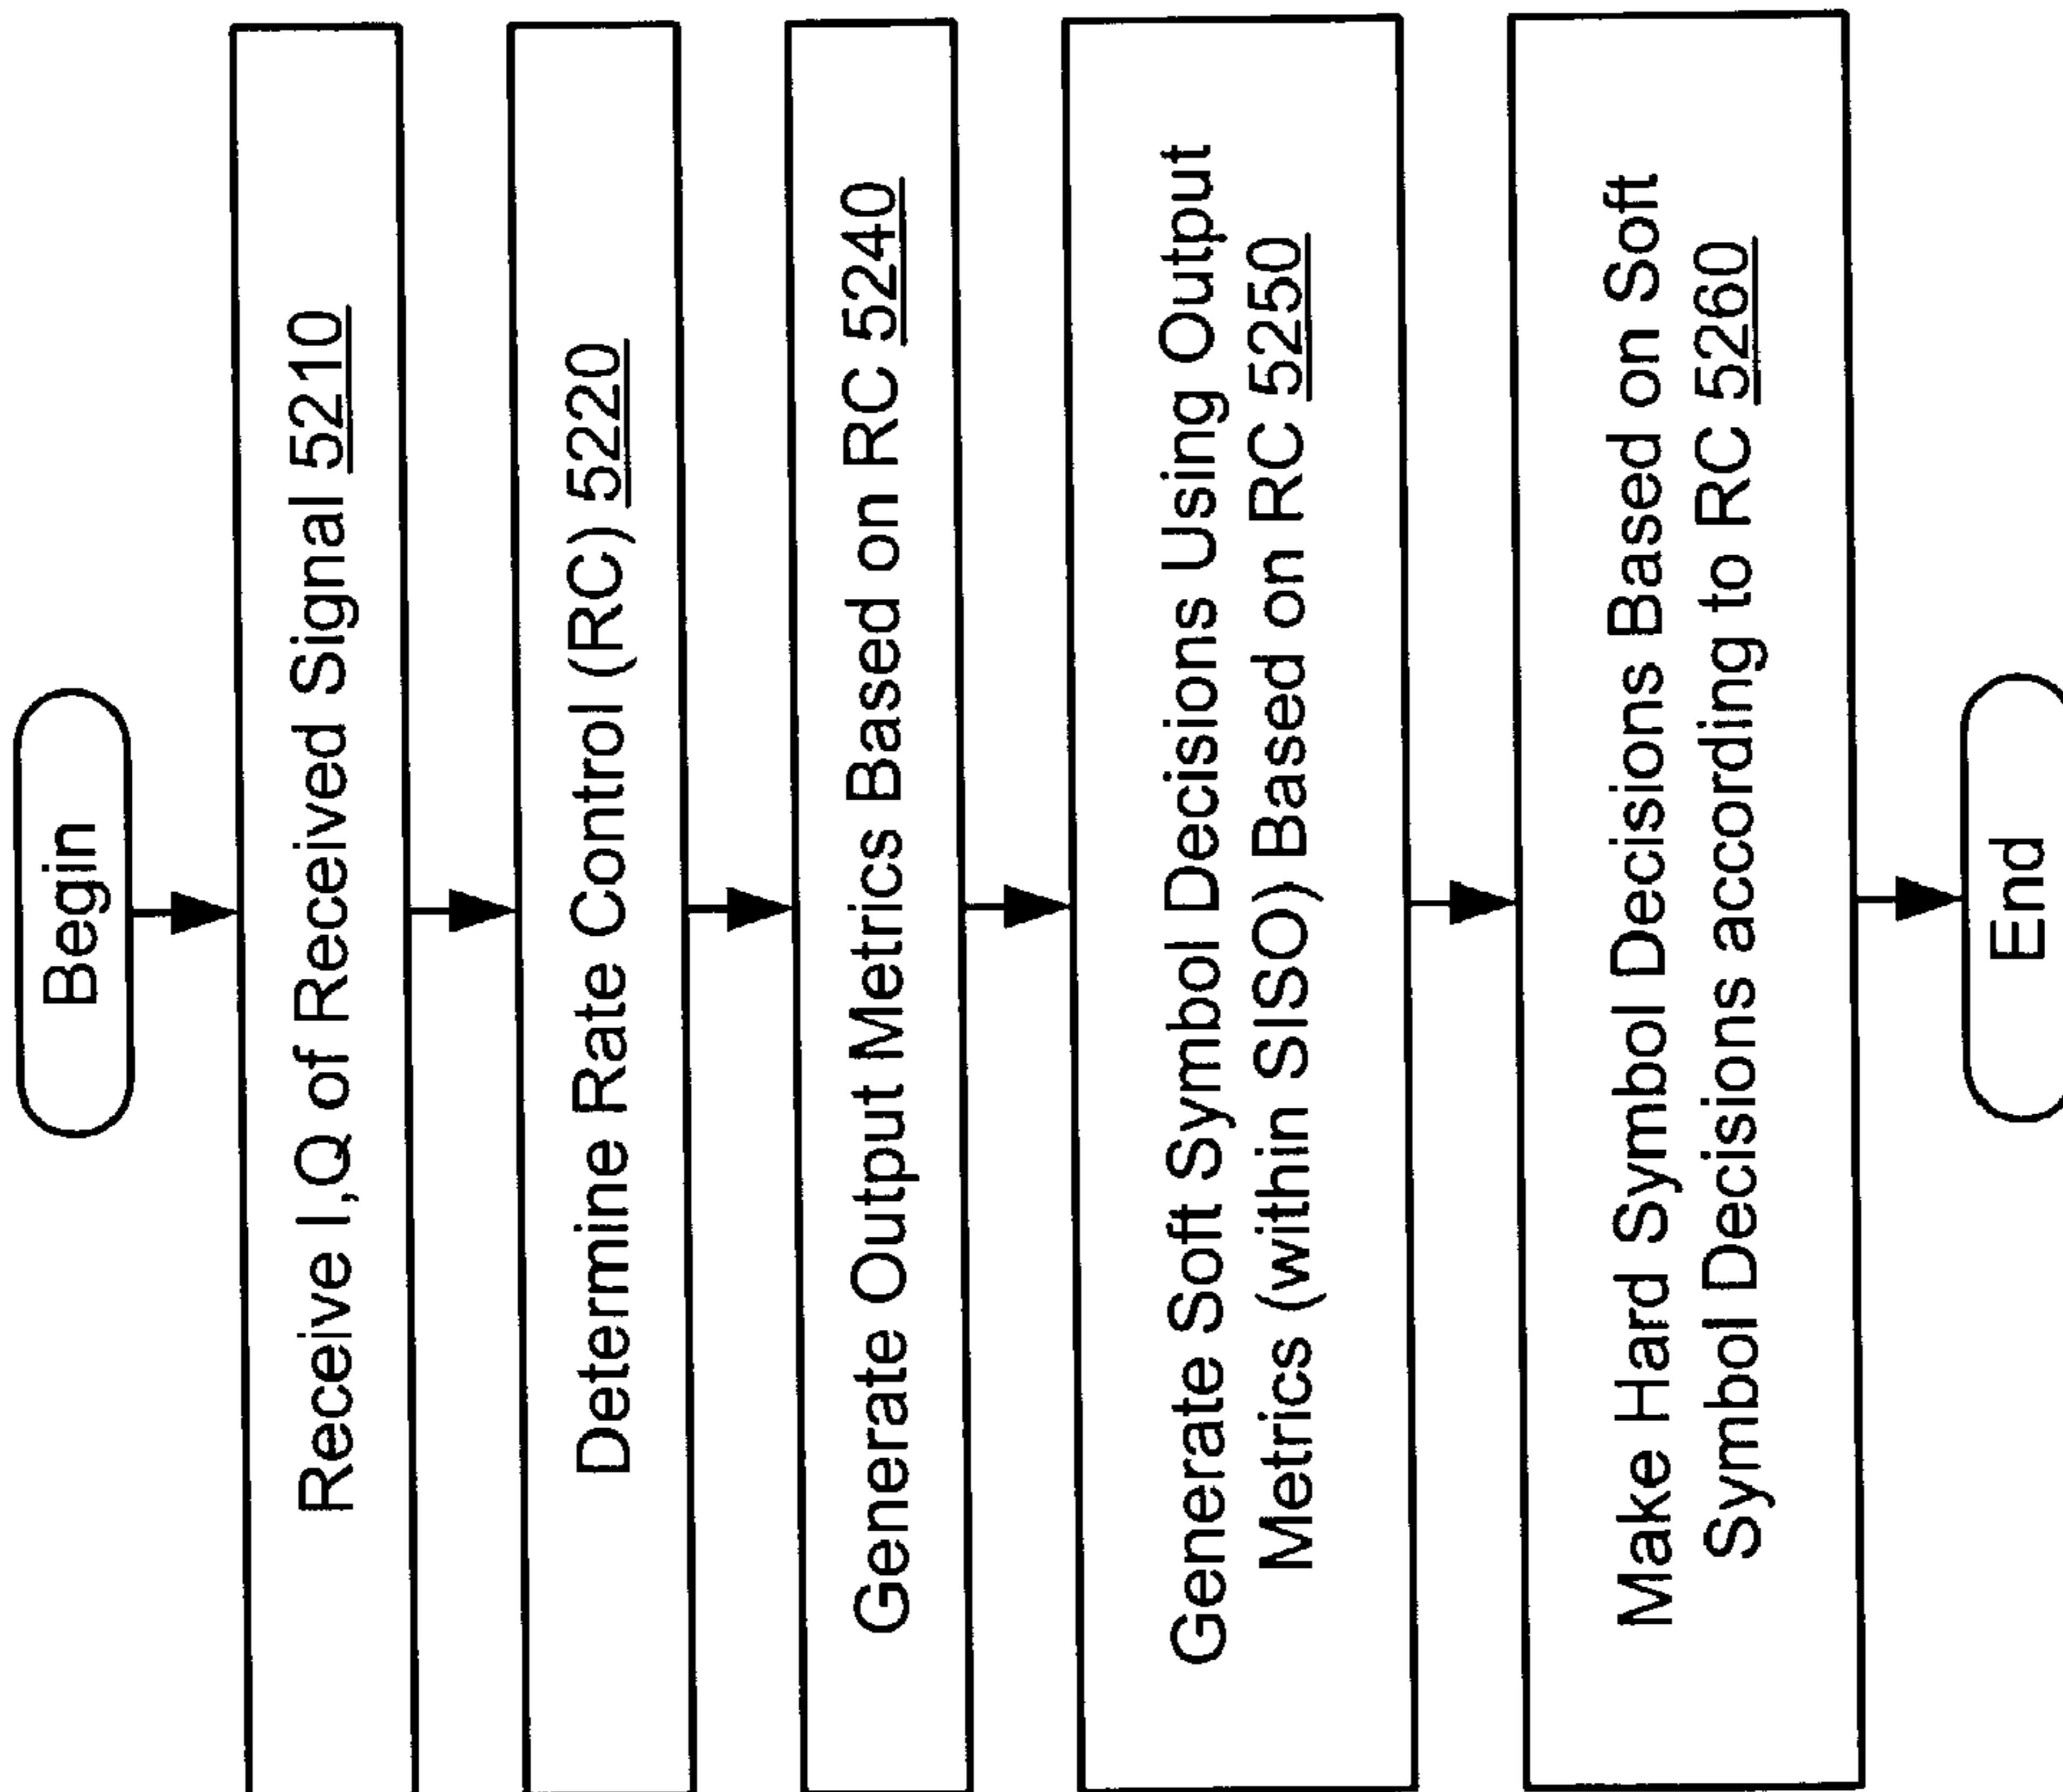 Begin
Receive I,Q of Received Signal 5210
Determine Rate Control (RC) 5220
Generate Output Metrics Based on RC 5240
Generate Soft Symbol Decisions Using Output
Metrics (within SISO) Based on RC 5250
Make Hard Symbol Decisions Based on Soft
Symbol Decisions according to RC 5260
End